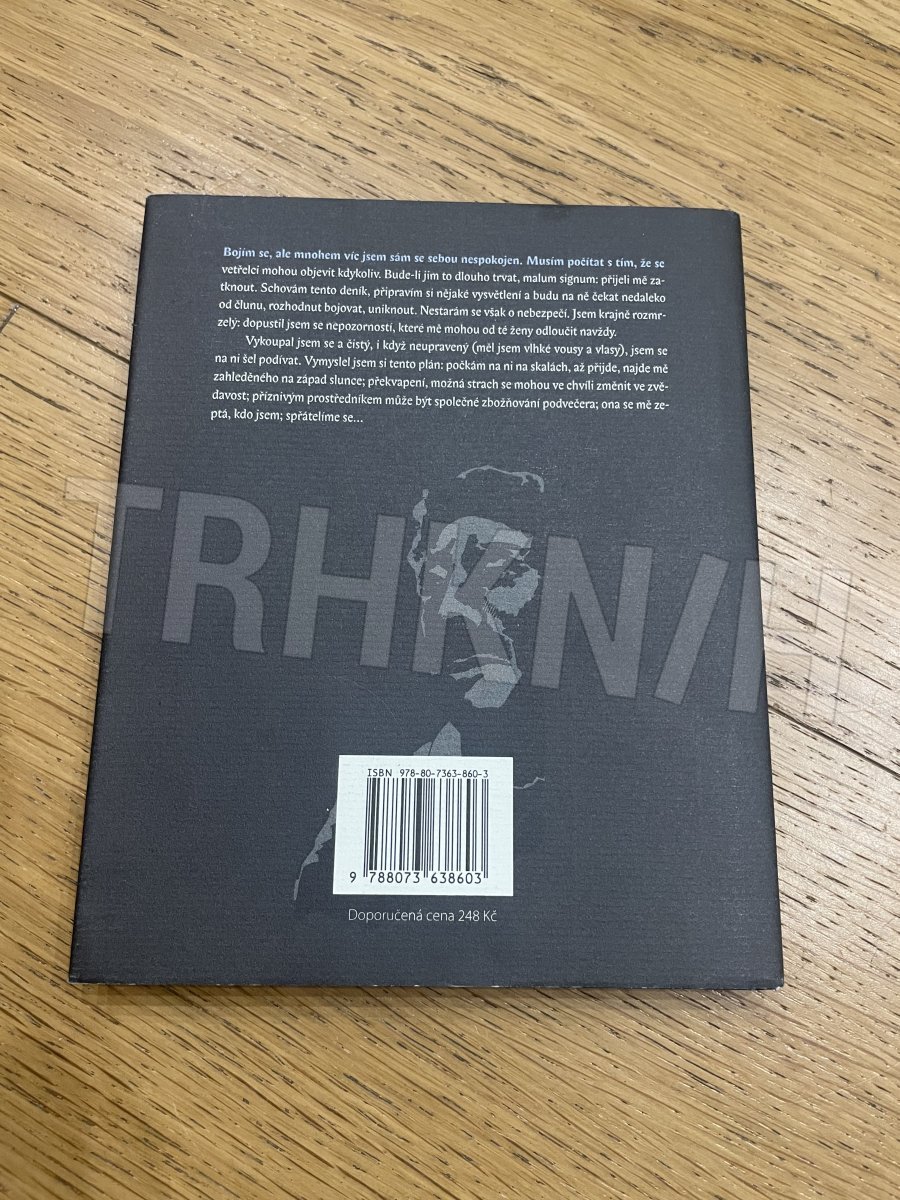 Bojím se, ale mnohem víc jsem sám se sebou nespokojen. Musím počítat s tím, že se
vetřelci mohou objevit kdykoliv. Bude-li jim to dlouho trvat, malum signum: přijeli mě za-
tknout. Schovám tento deník, připravím si nějaké vysvětlení a budu na ně čekat nedaleko
od člunu, rozhodnut bojovat, uniknout. Nestarám se však o nebezpečí. Jsem krajně rozmr-
zelý: dopustil jsem se nepozorností, které mě mohou od té ženy odloučit navždy.
Vykoupal jsem se a čistý, i když neupravený (měl jsem vlhké vousy a vlasy), jsem se
na ni šel podívat. Vymyslel jsem si tento plán: počkám na ni na skalách, až přijde, najde mě
zahleděného na západ slunce; překvapení, možná strach se mohou ve chvíli změnit ve zvě-
davost; příznivým prostředníkem může být společné zbožňování podvečera; ona se mě ze-
ptá, kdo jsem; spřátelíme se...
TRHKNIH
ISBN 978-80-7363-860-3
9 788073 638603
Doporučená cena 248 Kč